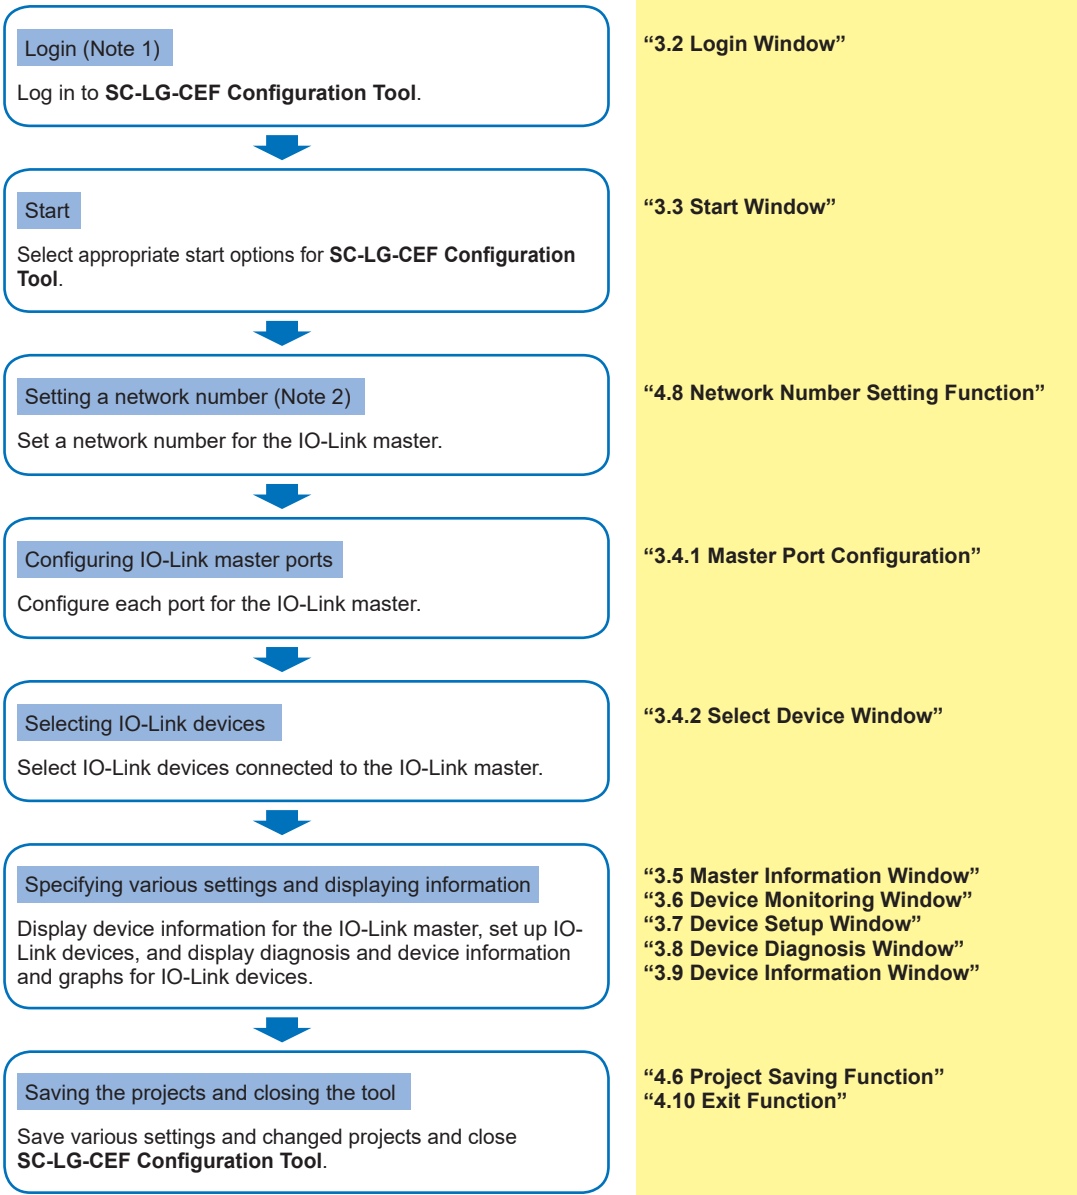 Login (Note 1)
“3.2 Login Window”
Log in to SC-LG-CEF Configuration Tool.
Start
“3.3 Start Window”
Select appropriate start options for SC-LG-CEF Configuration
Tool.
Setting a network number (Note 2)
“4.8 Network Number Setting Function”
Set a network number for the IO-Link master.
Configuring IO-Link master ports
“3.4.1 Master Port Configuration”
Configure each port for the IO-Link master.
Selecting IO-Link devices
“3.4.2 Select Device Window”
Select IO-Link devices connected to the IO-Link master.
Specifying various settings and displaying information
Display device information for the IO-Link master, set up IO-
Link devices, and display diagnosis and device information
and graphs for IO-Link devices.
“3.5 Master Information Window”
“3.6 Device Monitoring Window”
“3.7 Device Setup Window”
“3.8 Device Diagnosis Window”
“3.9 Device Information Window”
Saving the projects and closing the tool
Save various settings and changed projects and close
SC-LG-CEF Configuration Tool.
“4.6 Project Saving Function”
“4.10 Exit Function”